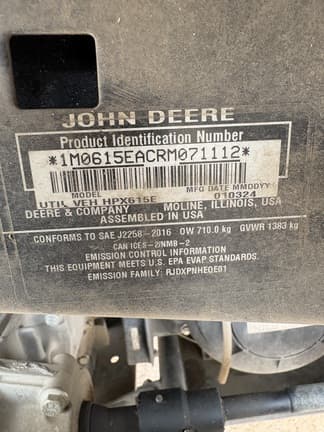 JOHN DEERE
Product Identification Number
*1M0615EACRM071112*
MODEL MFG DATE MMDDYY
UTIL VEH HPX615E 010324
DEERE & COMPANY MOLINE, ILLINOIS, USA
ASSEMBLED IN USA
CONFORMS TO SAE J2258-2016 OW 710.0 kg GVWR 1383 kg
CAN ICES-2/NMB-2
EMISSION CONTROL INFORMATION
THIS EQUIPMENT MEETS U.S. EPA EVAP STANDARDS.
EMISSION FAMILY: RJDXPNHEQE01